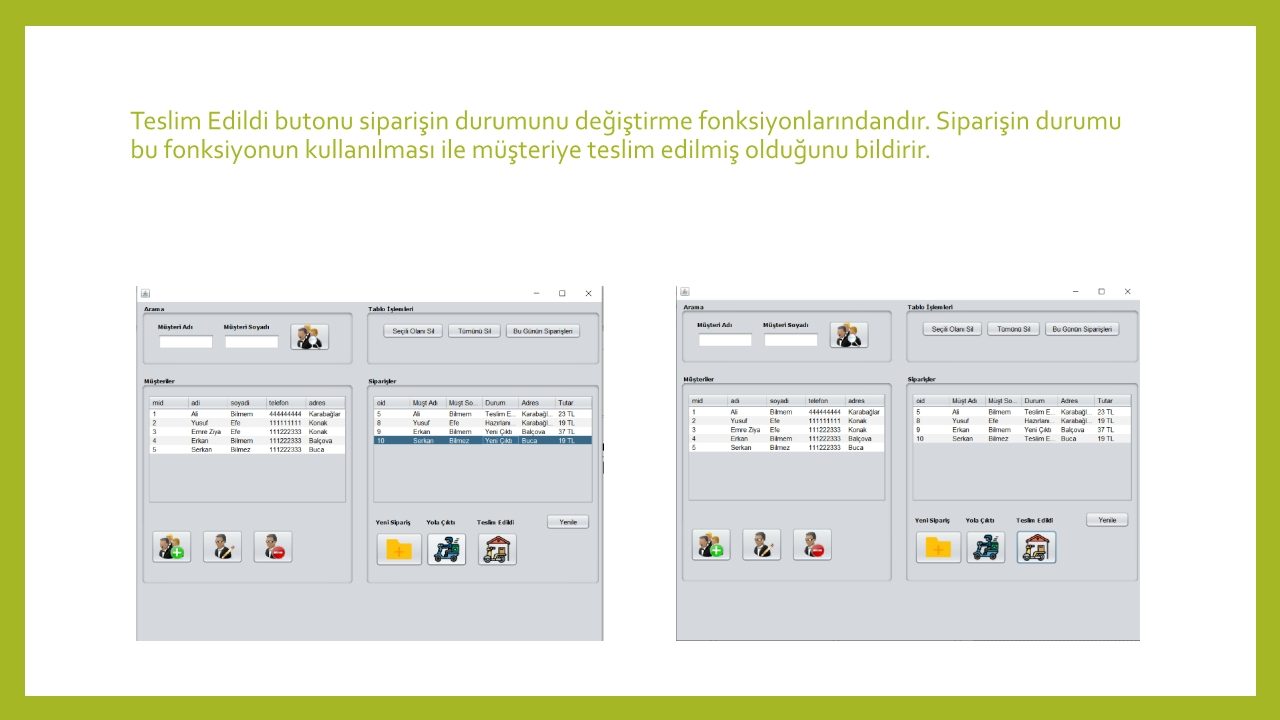 Teslim Edildi butonu siparişin durumunu değiştirme fonksiyonlarındandır. Siparişin durumu
bu fonksiyonun kullanılması ile müşteriye teslim edilmiş olduğunu bildirir.
Arama
Müşteri Adı Müşteri Soyadı
Tablo İşlemleri
Seçili Olanı Sil Tümünü Sil Bu Günün Siparişleri
Müşteriler
mid adi soyadi telefon adres
1 Ali Bilmem 444444444 Karabağlar
2 Yusuf Efe 111111111 Konak
3 Emre Ziya Efe 111222333 Konak
4 Erkan Bilmem 111222333 Balçova
5 Serkan Bilmez 111222333 Buca
Siparişler
oid Müşt Adı Müşt So... Durum Adres Tutar
5 Ali Bilmem Teslim E... Karabağl... 23 TL
8 Yusuf Efe Hazırlanı... Karabağl... 19 TL
9 Erkan Bilmem Yeni Çıktı Balçova 37 TL
10 Serkan Bilmez Yeni Çıktı Buca 19 TL
Yeni Sipariş Yola Çıktı Teslim Edildi Yenile
Arama
Müşteri Adı Müşteri Soyadı
Tablo İşlemleri
Seçili Olanı Sil Tümünü Sil Bu Günün Siparişleri
Müşteriler
mid adi soyadi telefon adres
1 Ali Bilmem 444444444 Karabağlar
2 Yusuf Efe 111111111 Konak
3 Emre Ziya Efe 111222333 Konak
4 Erkan Bilmem 111222333 Balçova
5 Serkan Bilmez 111222333 Buca
Siparişler
oid Müşt Adı Müşt So... Durum Adres Tutar
5 Ali Bilmem Teslim E... Karabağl... 23 TL
8 Yusuf Efe Hazırlanı... Karabağl... 19 TL
9 Erkan Bilmem Yeni Çıktı Balçova 37 TL
10 Serkan Bilmez Teslim E... Buca 19 TL
Yeni Sipariş Yola Çıktı Teslim Edildi Yenile